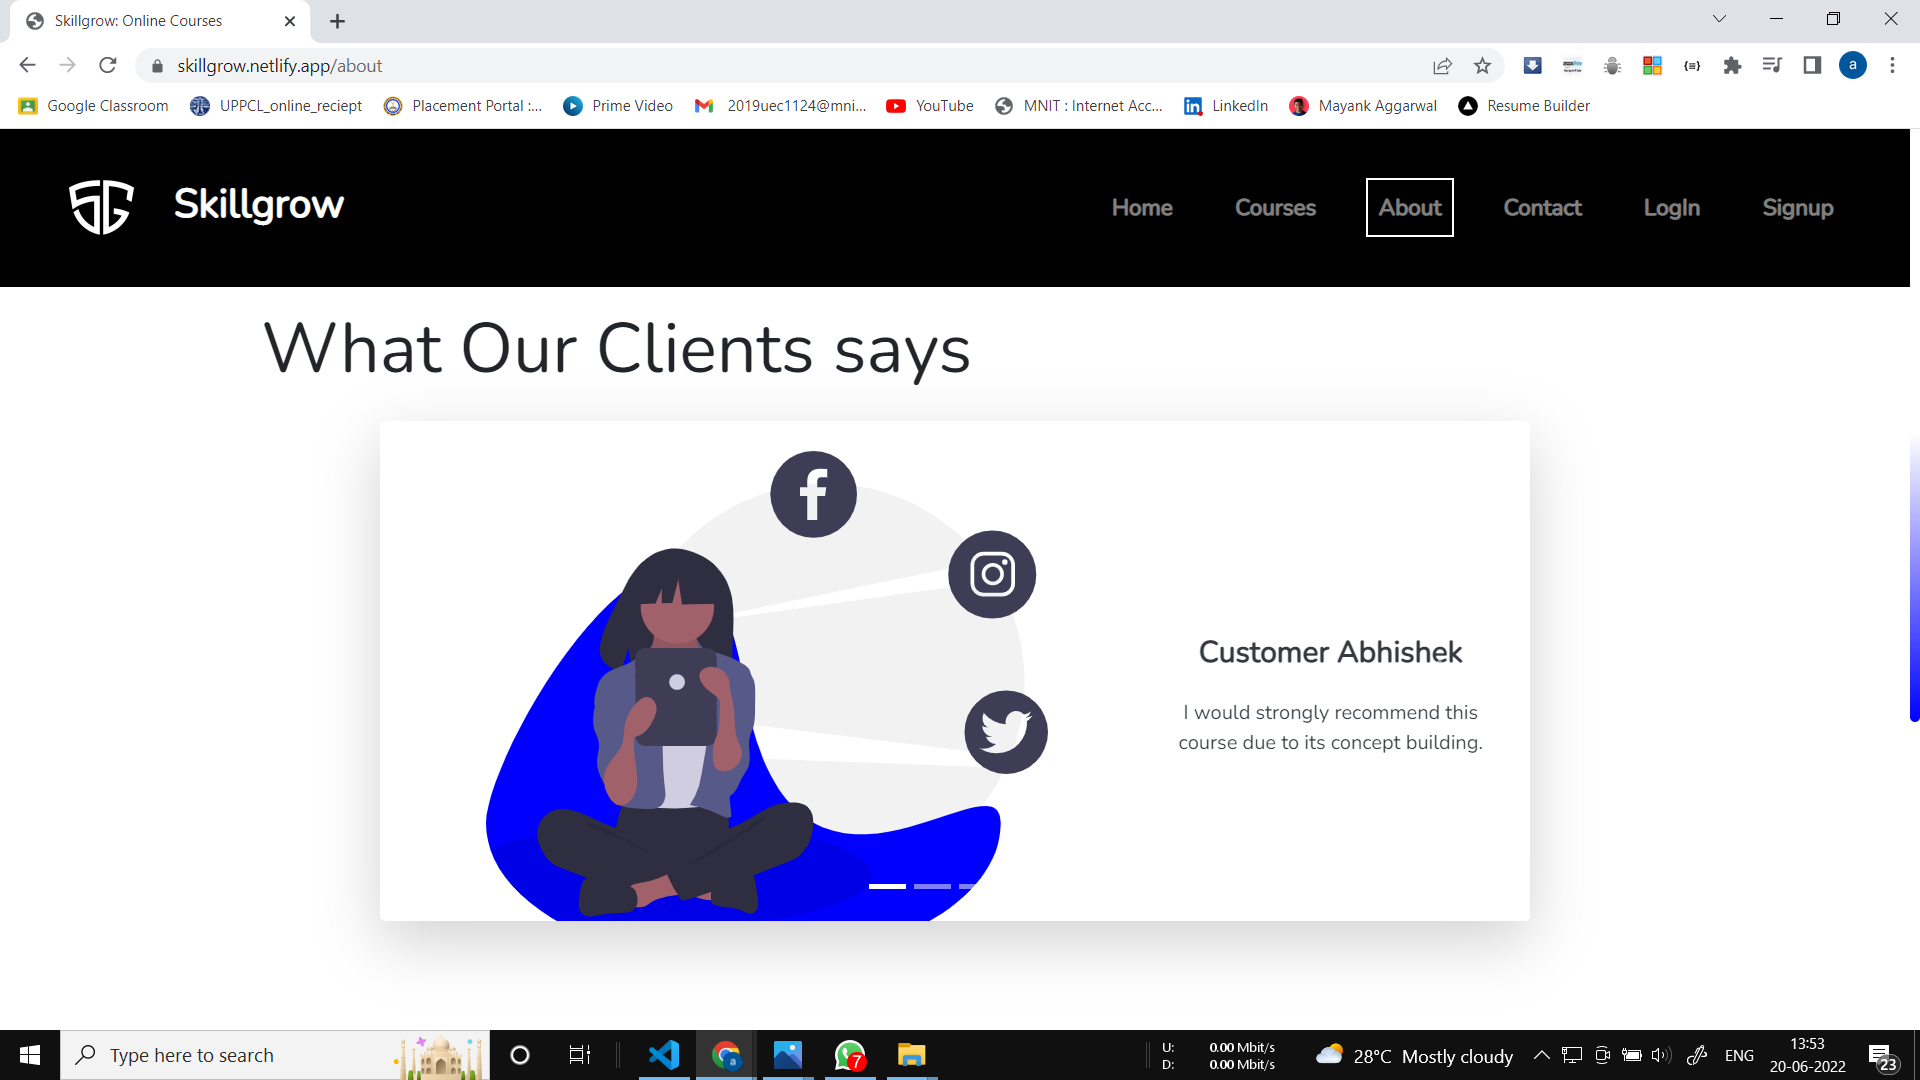 Skillgrow: Online Courses
skillgrow.netlify.app/about
a
Google Classroom UPPCL_online_reciept Placement Portal :... Prime Video 2019uec1124@mni... YouTube MNIT : Internet Acc... LinkedIn Mayank Aggarwal Resume Builder
SG Skillgrow Home Courses About Contact LogIn Signup
What Our Clients says
Customer Abhishek
I would strongly recommend this
course due to its concept building.
Type here to search
7
U: 0.00 Mbit/s
D: 0.00 Mbit/s
28°C Mostly cloudy
ENG
13:53
20-06-2022
23